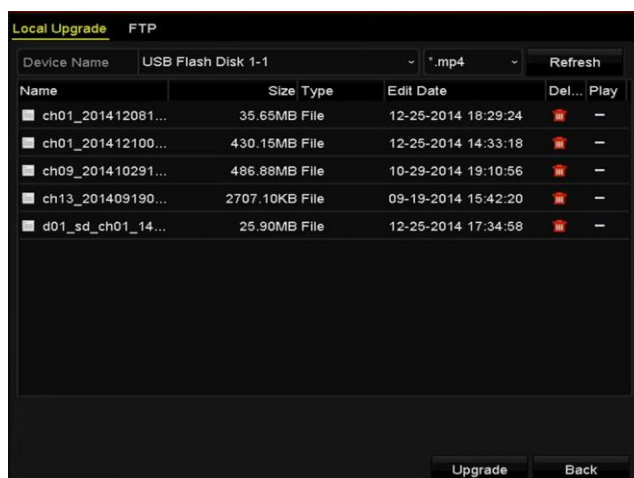 Local Upgrade FTP
Device Name USB Flash Disk 1-1 *.mp4 Refresh
Name Size Type Edit Date Del... Play
ch01_201412081... 35.65MB File 12-25-2014 18:29:24 –
ch01_201412100... 430.15MB File 12-25-2014 14:33:18 –
ch09_201410291... 486.88MB File 10-29-2014 19:10:56 –
ch13_201409190... 2707.10KB File 09-19-2014 15:42:20 –
d01_sd_ch01_14... 25.90MB File 12-25-2014 17:34:58 –
Upgrade Back